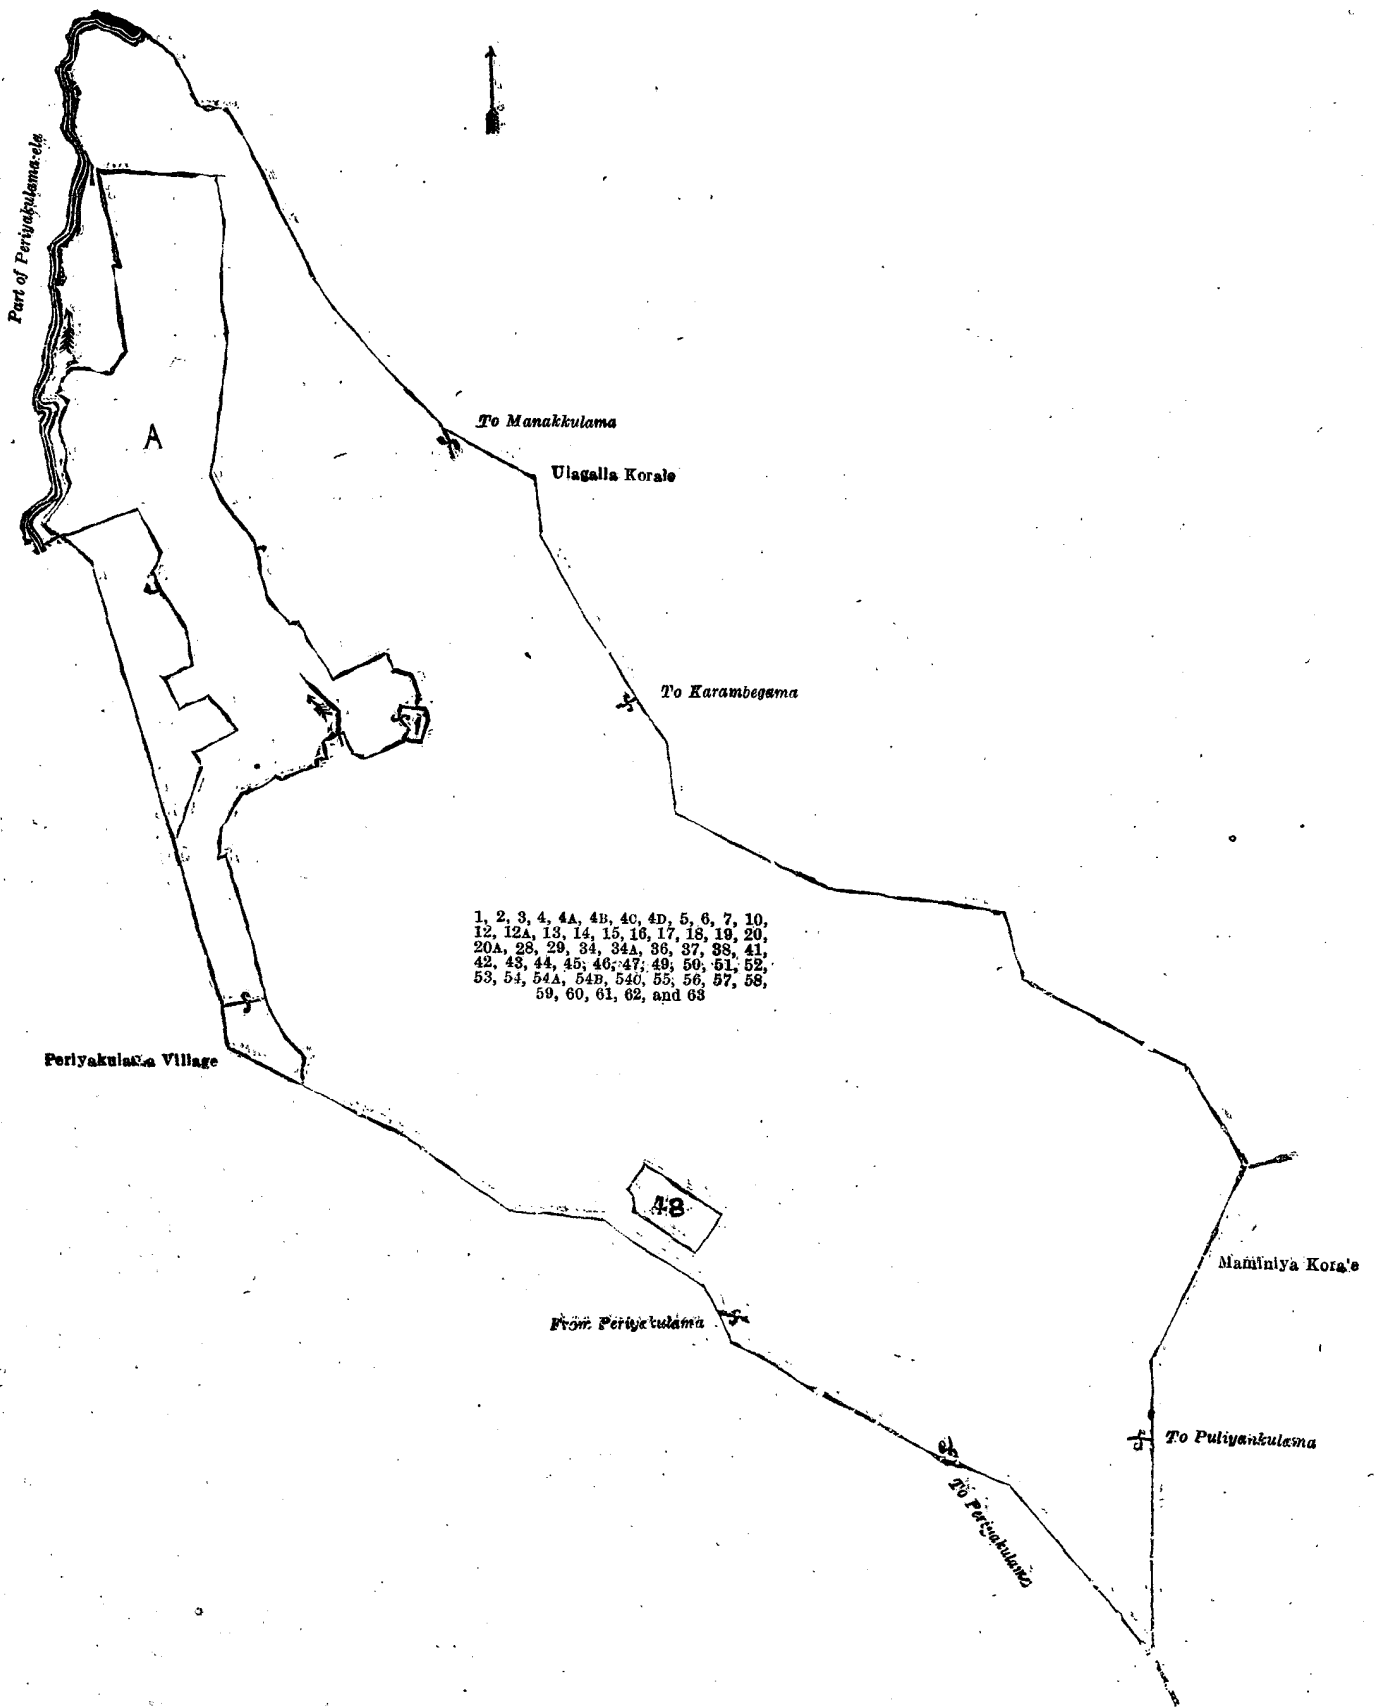 Part of Periyakulama-ela
A
To Manakkulama
Ulagalla Korale
To Karambegama
1, 2, 3, 4, 4A, 4B, 4C, 4D, 5, 6, 7, 10,
12, 12A, 13, 14, 15, 16, 17, 18, 19, 20,
20A, 28, 29, 34, 34A, 36, 37, 38, 41,
42, 43, 44, 45, 46, 47, 49, 50, 51, 52,
53, 54, 54A, 54B, 54C, 55, 56, 57, 58,
59, 60, 61, 62, and 63
Periyakulama Village
48
Maminiya Kora'e
From Periyakulama
To Puliyankulama
To Periyakulama